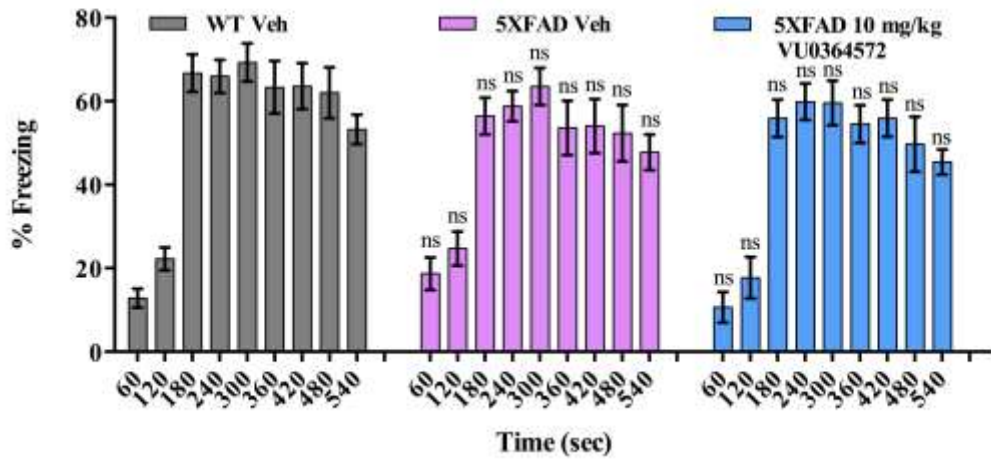 80
WT Veh
5XFAD Veh
5XFAD 10 mg/kg
VU0364572
ns ns ns ns ns ns ns ns ns
ns ns ns ns ns ns ns ns ns
60
40
20
0
% Freezing
60 120 180 240 300 360 420 480 540
60 120 180 240 300 360 420 480 540
60 120 180 240 300 360 420 480 540
Time (sec)